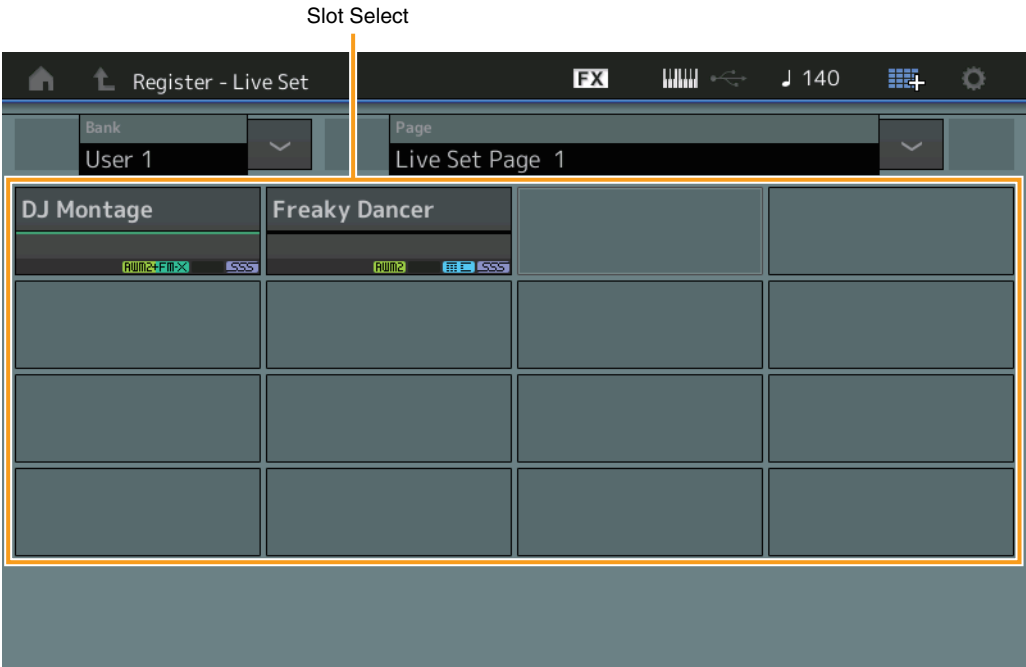 Slot Select
Register - Live Set
FX
140
Bank
User 1
Page
Live Set Page 1
DJ Montage
Freaky Dancer
AWM2+FM-X
SSS
AWM2
SSS